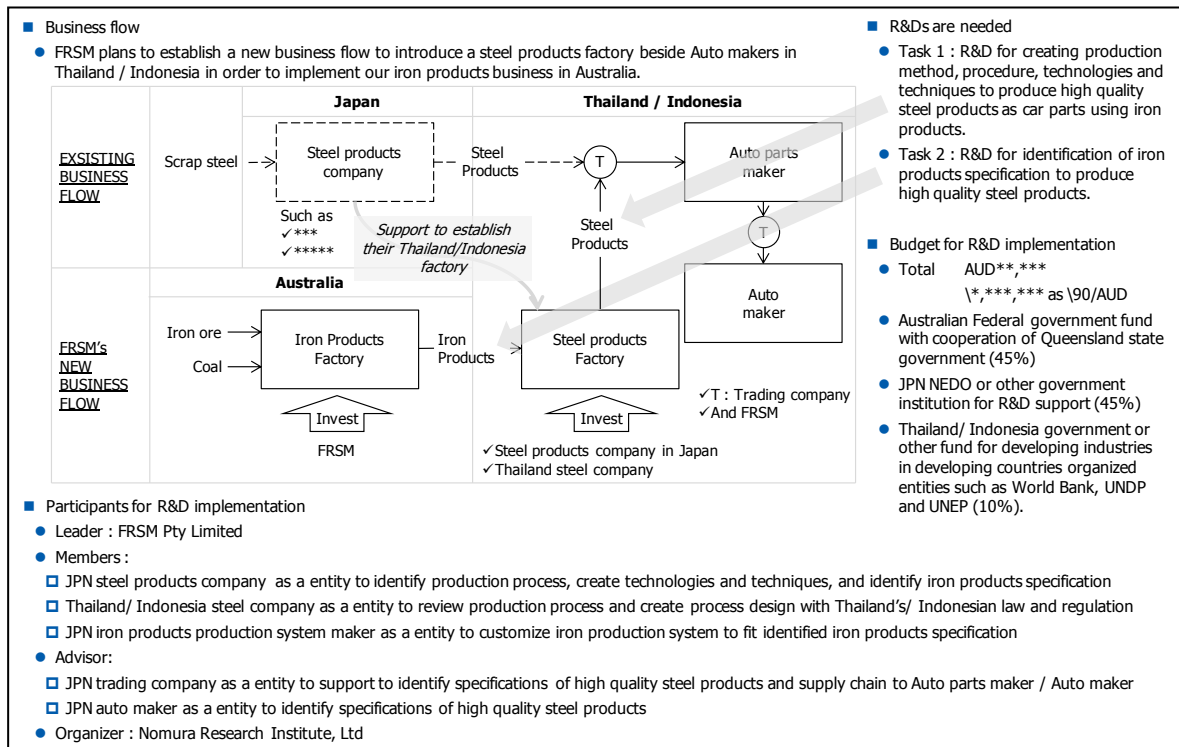 Business flow
FRSM plans to establish a new business flow to introduce a steel products factory beside Auto makers in
Thailand / Indonesia in order to implement our iron products business in Australia.
Japan
Thailand / Indonesia
EXSISTING
BUSINESS
FLOW
Scrap steel
Steel products
company
Steel
Products
T
Auto parts
maker
Such as
✓***
✓*****
Support to establish
their Thailand/Indonesia
factory
Steel
Products
T
Auto
maker
Australia
FRSM's
NEW
BUSINESS
FLOW
Iron ore
Coal
Iron Products
Factory
Iron
Products
Steel products
Factory
✓T : Trading company
✓And FRSM
Invest
FRSM
Invest
✓Steel products company in Japan
✓Thailand steel company
R&Ds are needed
Task 1 : R&D for creating production
method, procedure, technologies and
techniques to produce high quality
steel products as car parts using iron
products.
Task 2 : R&D for identification of iron
products specification to produce
high quality steel products.
Budget for R&D implementation
Total AUD**,***
\*,***,*** as \90/AUD
Australian Federal government fund
with cooperation of Queensland state
government (45%)
JPN NEDO or other government
institution for R&D support (45%)
Thailand/ Indonesia government or
other fund for developing industries
in developing countries organized
entities such as World Bank, UNDP
and UNEP (10%).
Participants for R&D implementation
Leader : FRSM Pty Limited
Members :
JPN steel products company as a entity to identify production process, create technologies and techniques, and identify iron products specification
Thailand/ Indonesia steel company as a entity to review production process and create process design with Thailand's/ Indonesian law and regulation
JPN iron products production system maker as a entity to customize iron production system to fit identified iron products specification
Advisor:
JPN trading company as a entity to support to identify specifications of high quality steel products and supply chain to Auto parts maker / Auto maker
JPN auto maker as a entity to identify specifications of high quality steel products
Organizer : Nomura Research Institute, Ltd